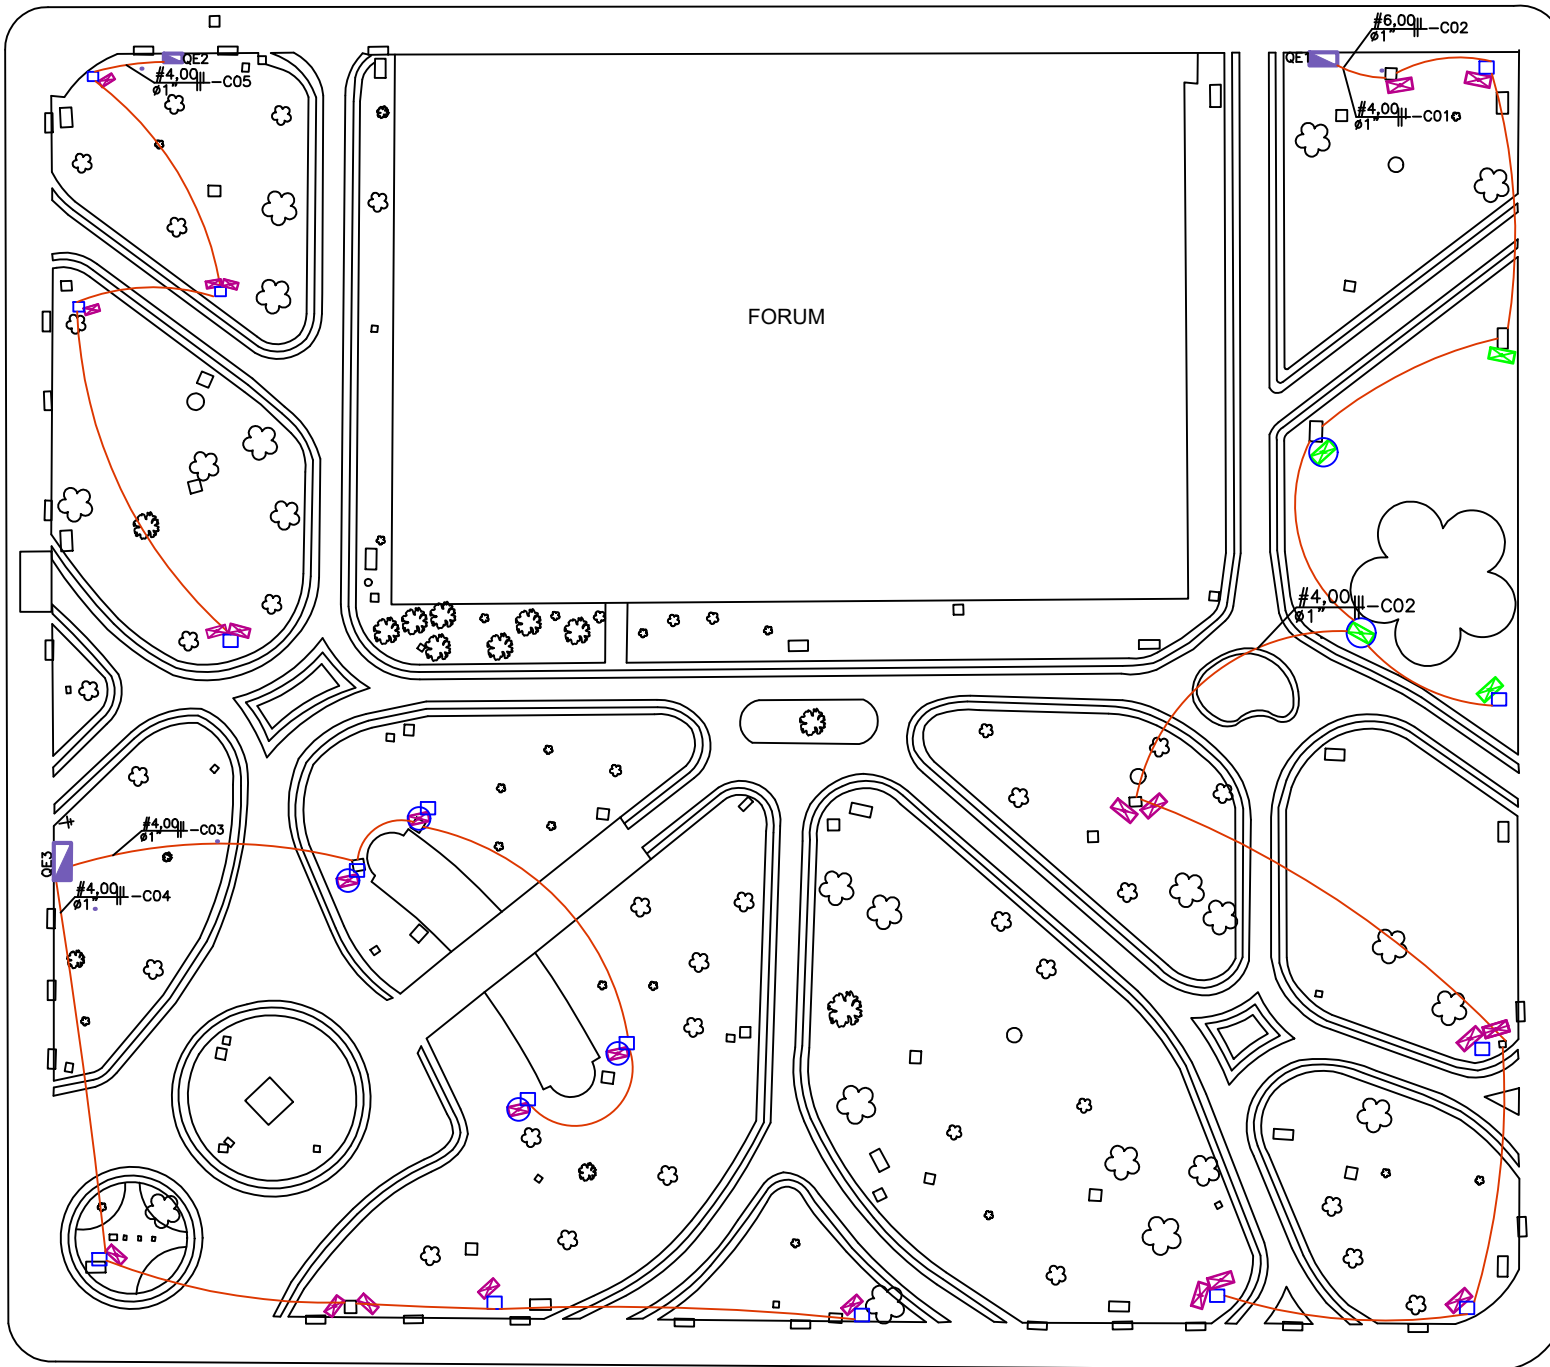 #6,00
ø1" -C02
QE2
#4,00
ø1" -C05
QE1
#4,00
ø1" -C01
FORUM
#4,00
ø1" -C02
#4,00
ø1" -C03
QE3
#4,00
ø1" -C04